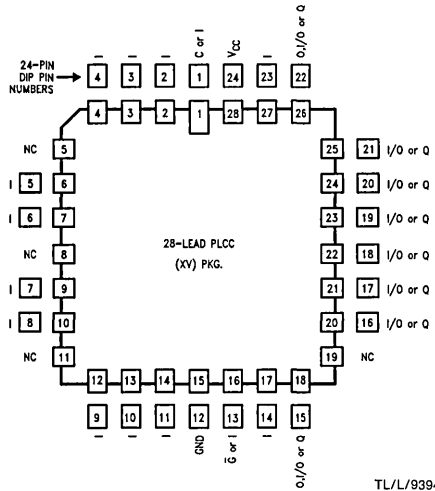 24-PIN
DIP PIN
NUMBERS
I I I C or I VCC I O,I/O or Q
4 3 2 1 24 23 22
4 3 2 1 28 27 26
NC 5 25 21 I/O or Q
I 5 6 24 20 I/O or Q
I 6 7 23 19 I/O or Q
28-LEAD PLCC
(XV) PKG.
NC 8 22 18 I/O or Q
I 7 9 21 17 I/O or Q
I 8 10 20 16 I/O or Q
NC 11 19 NC
12 13 14 15 16 17 18
9 10 11 12 13 14 15
I I I GND G̅ or I I O,I/O or Q
TL/L/9394